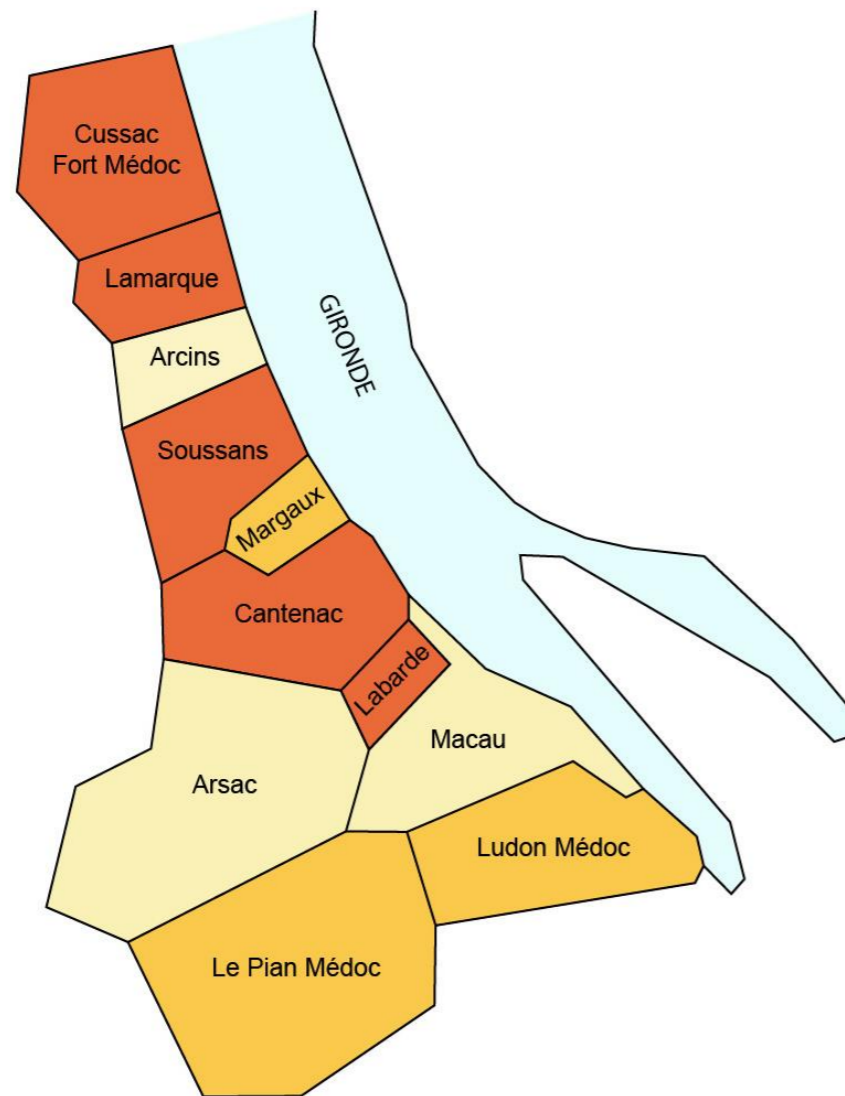 Cussac
Fort Médoc
Lamarque
GIRONDE
Arcins
Soussans
Margaux
Cantenac
Labarde
Macau
Arsac
Ludon Médoc
Le Pian Médoc